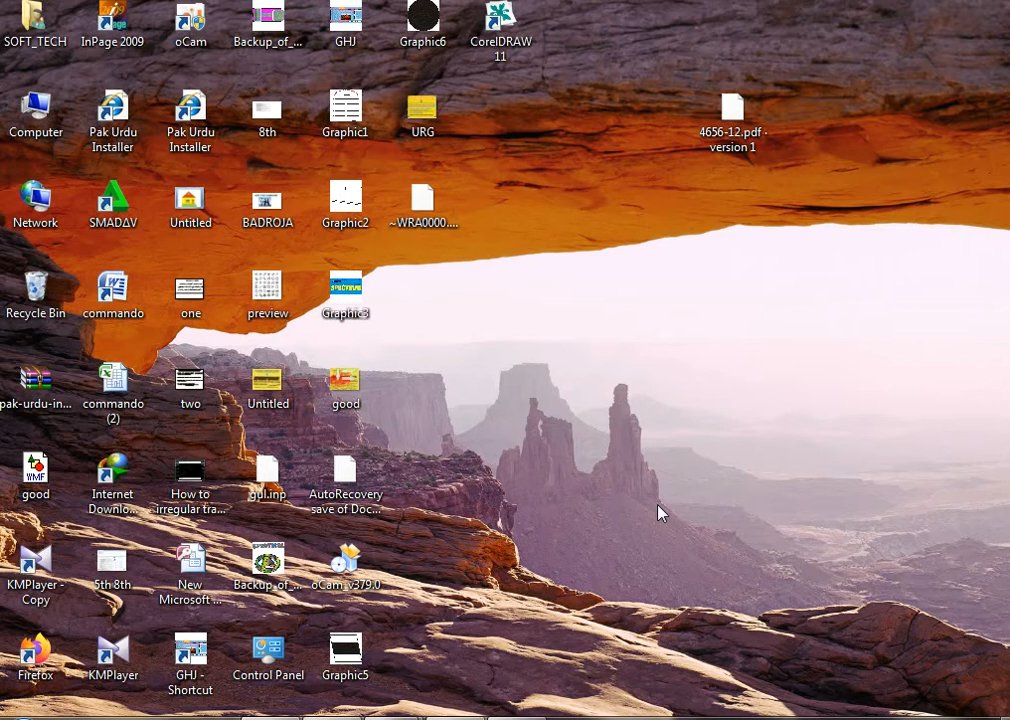 SOFT_TECH
InPage 2009
oCam
Backup_of_...
GHJ
Graphic6
CorelDRAW
11
Computer
Pak Urdu
Installer
Pak Urdu
Installer
8th
Graphic1
URG
4656-12.pdf -
version 1
Network
SMADΔV
Untitled
BADROJA
Graphic2
~WRA0000....
Recycle Bin
commando
one
preview
Graphic3
pak-urdu-in...
commando
(2)
two
Untitled
good
good
Internet
Downlo...
How to
irregular tra...
gul.inp
AutoRecovery
save of Doc...
KMPlayer -
Copy
5th 8th
New
Microsoft ...
Backup_of_...
oCam_v379.0
Firefox
KMPlayer
GHJ -
Shortcut
Control Panel
Graphic5